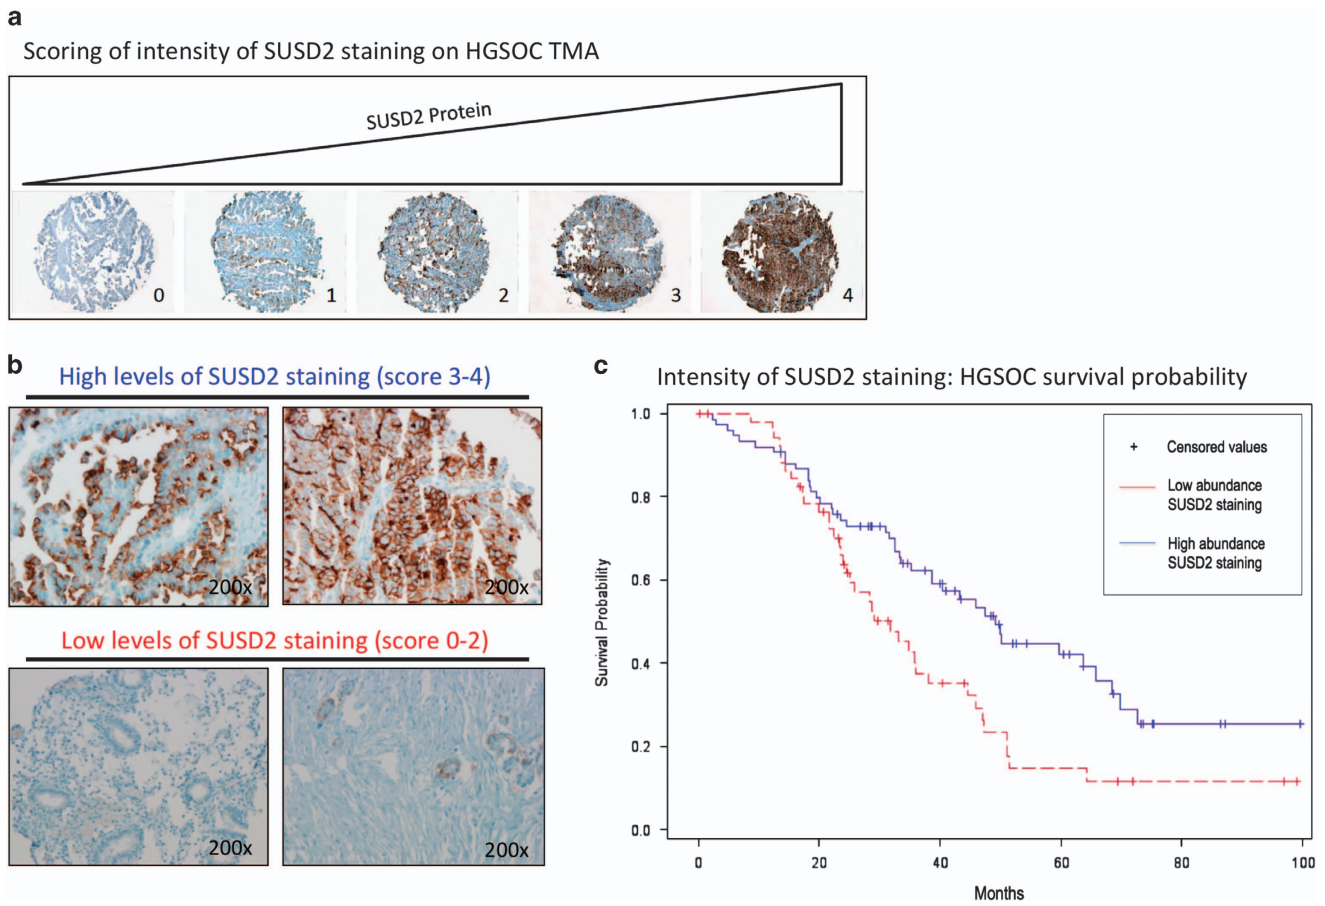 a
Scoring of intensity of SUSD2 staining on HGSOC TMA
SUSD2 Protein
0
1
2
3
4
b
High levels of SUSD2 staining (score 3-4)
200x
200x
Low levels of SUSD2 staining (score 0-2)
200x
200x
c
Intensity of SUSD2 staining: HGSOC survival probability
Survival Probability
1.0
0.8
0.6
0.4
0.2
0.0
+ Censored values
Low abundance
SUSD2 staining
High abundance
SUSD2 staining
0
20
40
60
80
100
Months